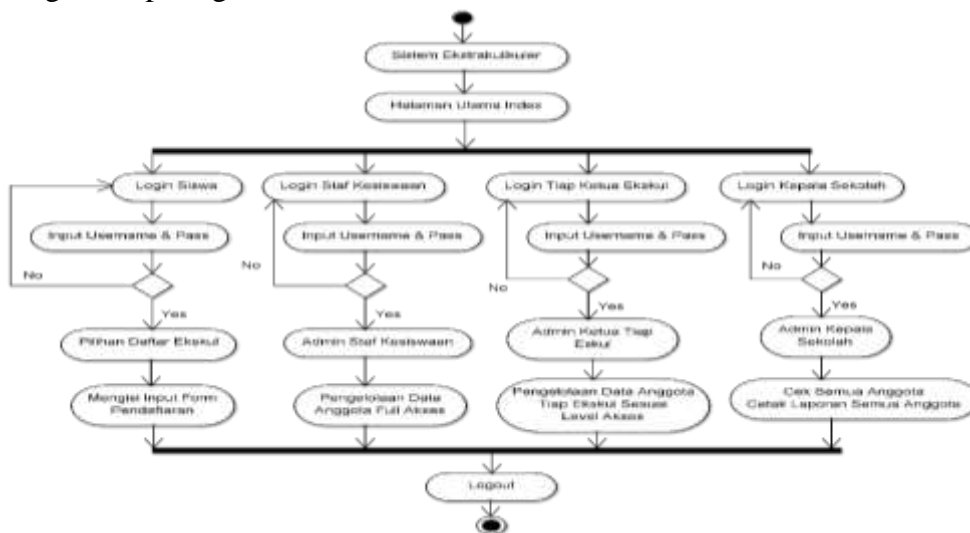 Sistem Ekstrakulikuler
Halaman Utama Index
Login Siswa
Login Staf Kesiswaan
Login Tiap Ketua Ekskul
Login Kepala Sekolah
Input Username & Pass
Input Username & Pass
Input Username & Pass
Input Username & Pass
No
No
No
No
Yes
Yes
Yes
Yes
Pilihan Daftar Ekskul
Admin Staf Kesiswaan
Admin Ketua Tiap
Eskul
Admin Kepala
Sekolah
Mengisi Input Form
Pendaftaran
Pengelolaan Data
Anggota Full Akses
Pengelolaan Data Anggota
Tiap Ekskul Sesuai
Level Akses
Cek Semua Anggota
Cetak Laporan Semua Anggota
Logout